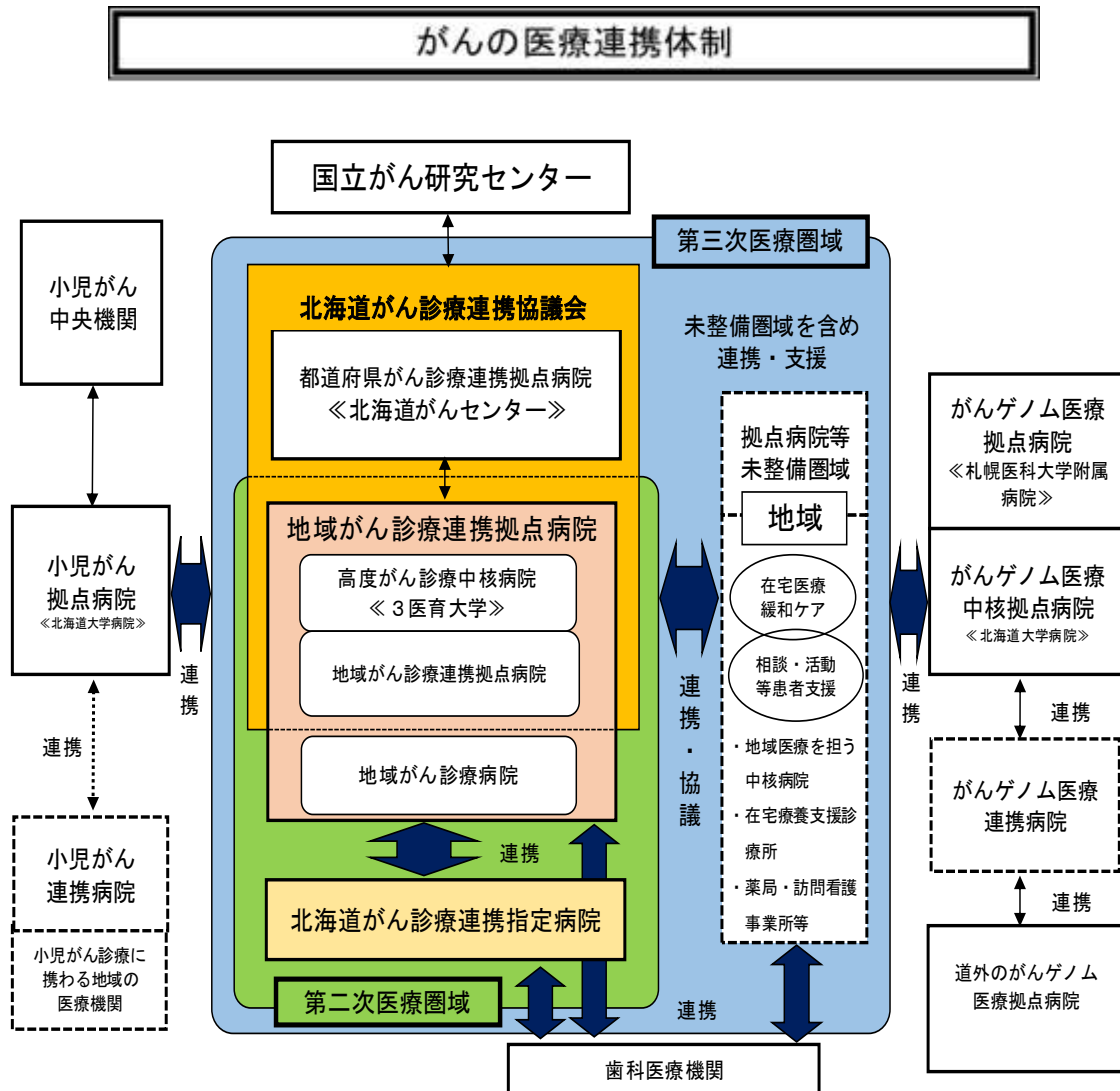 がんの医療連携体制
国立がん研究センター
第三次医療圏域
小児がん
中央機関
北海道がん診療連携協議会
未整備圏域を含め
連携・支援
都道府県がん診療連携拠点病院
≪北海道がんセンター≫
拠点病院等
未整備圏域
地域
がんゲノム医療
拠点病院
≪札幌医科大学附属
病院≫
小児がん
拠点病院
≪北海道大学病院≫
連携
地域がん診療連携拠点病院
高度がん診療中核病院
≪３医育大学≫
地域がん診療連携拠点病院
地域がん診療病院
連携・協議
在宅医療
緩和ケア
相談・活動
等患者支援
・地域医療を担う
中核病院
・在宅療養支援診
療所
・薬局・訪問看護
事業所等
連携
がんゲノム医療
中核拠点病院
≪北海道大学病院≫
連携
がんゲノム医療
連携病院
連携
道外のがんゲノム
医療拠点病院
連携
小児がん
連携病院
小児がん診療に
携わる地域の
医療機関
連携
北海道がん診療連携指定病院
第二次医療圏域
連携
歯科医療機関